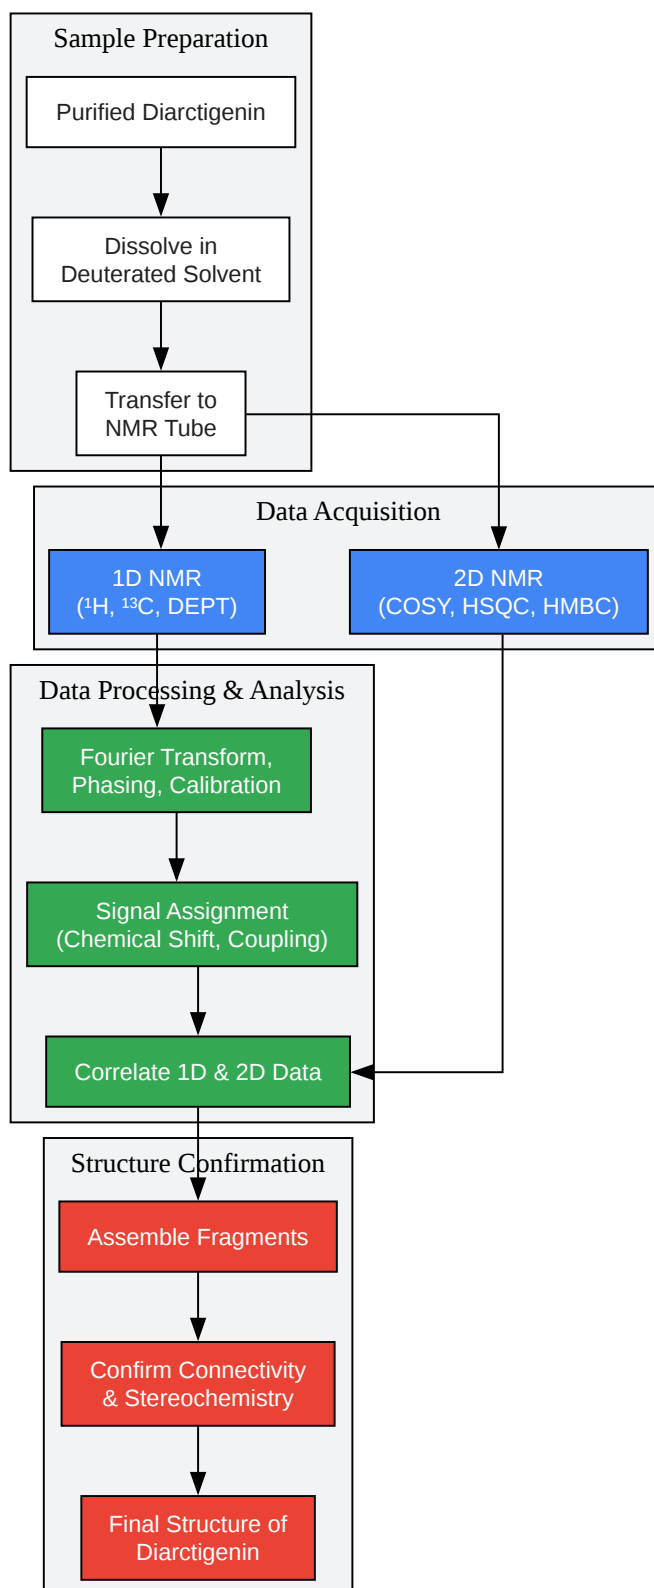 Sample Preparation
Purified Diarctigenin
Dissolve in
Deuterated Solvent
Transfer to
NMR Tube
Data Acquisition
1D NMR
(¹H, ¹³C, DEPT)
2D NMR
(COSY, HSQC, HMBC)
Data Processing & Analysis
Fourier Transform,
Phasing, Calibration
Signal Assignment
(Chemical Shift, Coupling)
Correlate 1D & 2D Data
Structure Confirmation
Assemble Fragments
Confirm Connectivity
& Stereochemistry
Final Structure of
Diarctigenin